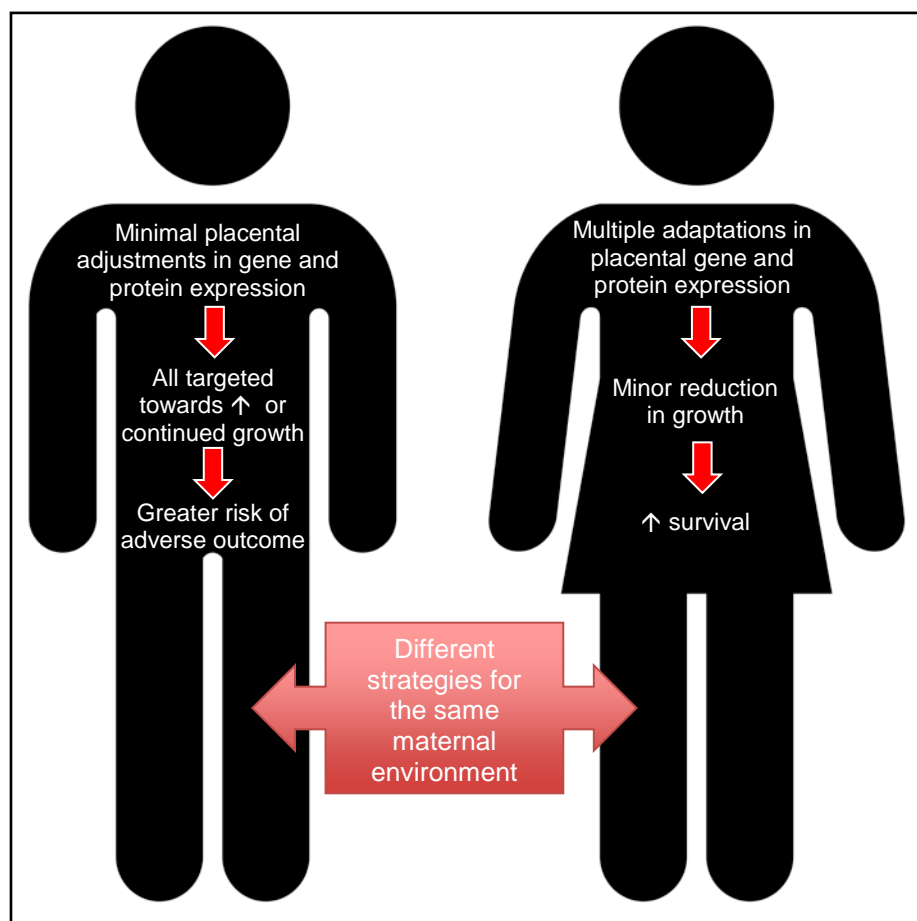 Minimal placental
adjustments in gene and
protein expression
All targeted
towards ↑ or
continued growth
Greater risk of
adverse outcome
Multiple adaptations in
placental gene and
protein expression
Minor reduction
in growth
↑ survival
Different
strategies for
the same
maternal
environment